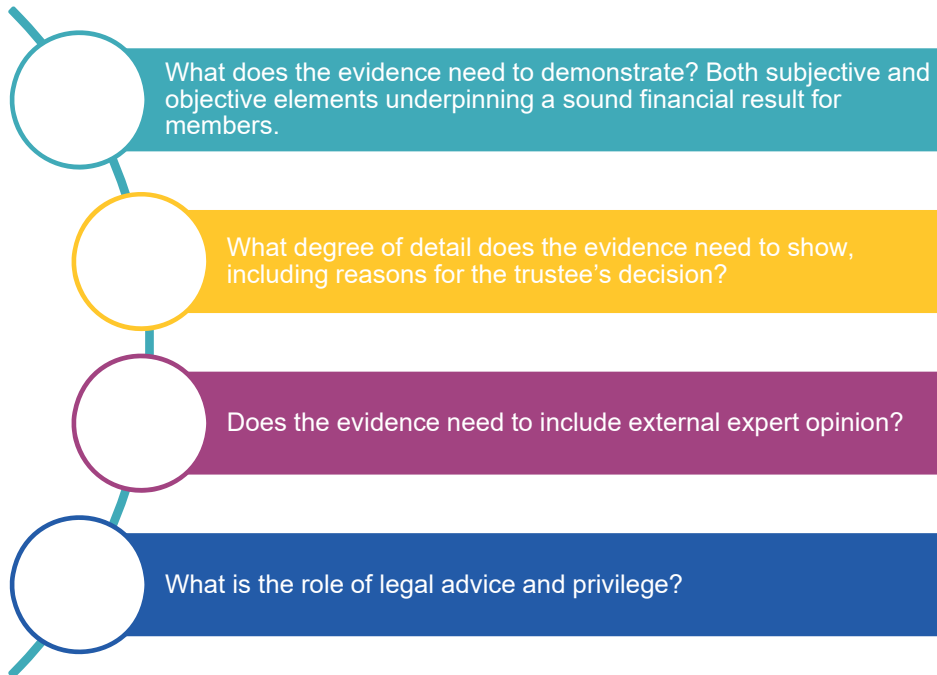 What does the evidence need to demonstrate? Both subjective and
objective elements underpinning a sound financial result for
members.
What degree of detail does the evidence need to show,
including reasons for the trustee’s decision?
Does the evidence need to include external expert opinion?
What is the role of legal advice and privilege?